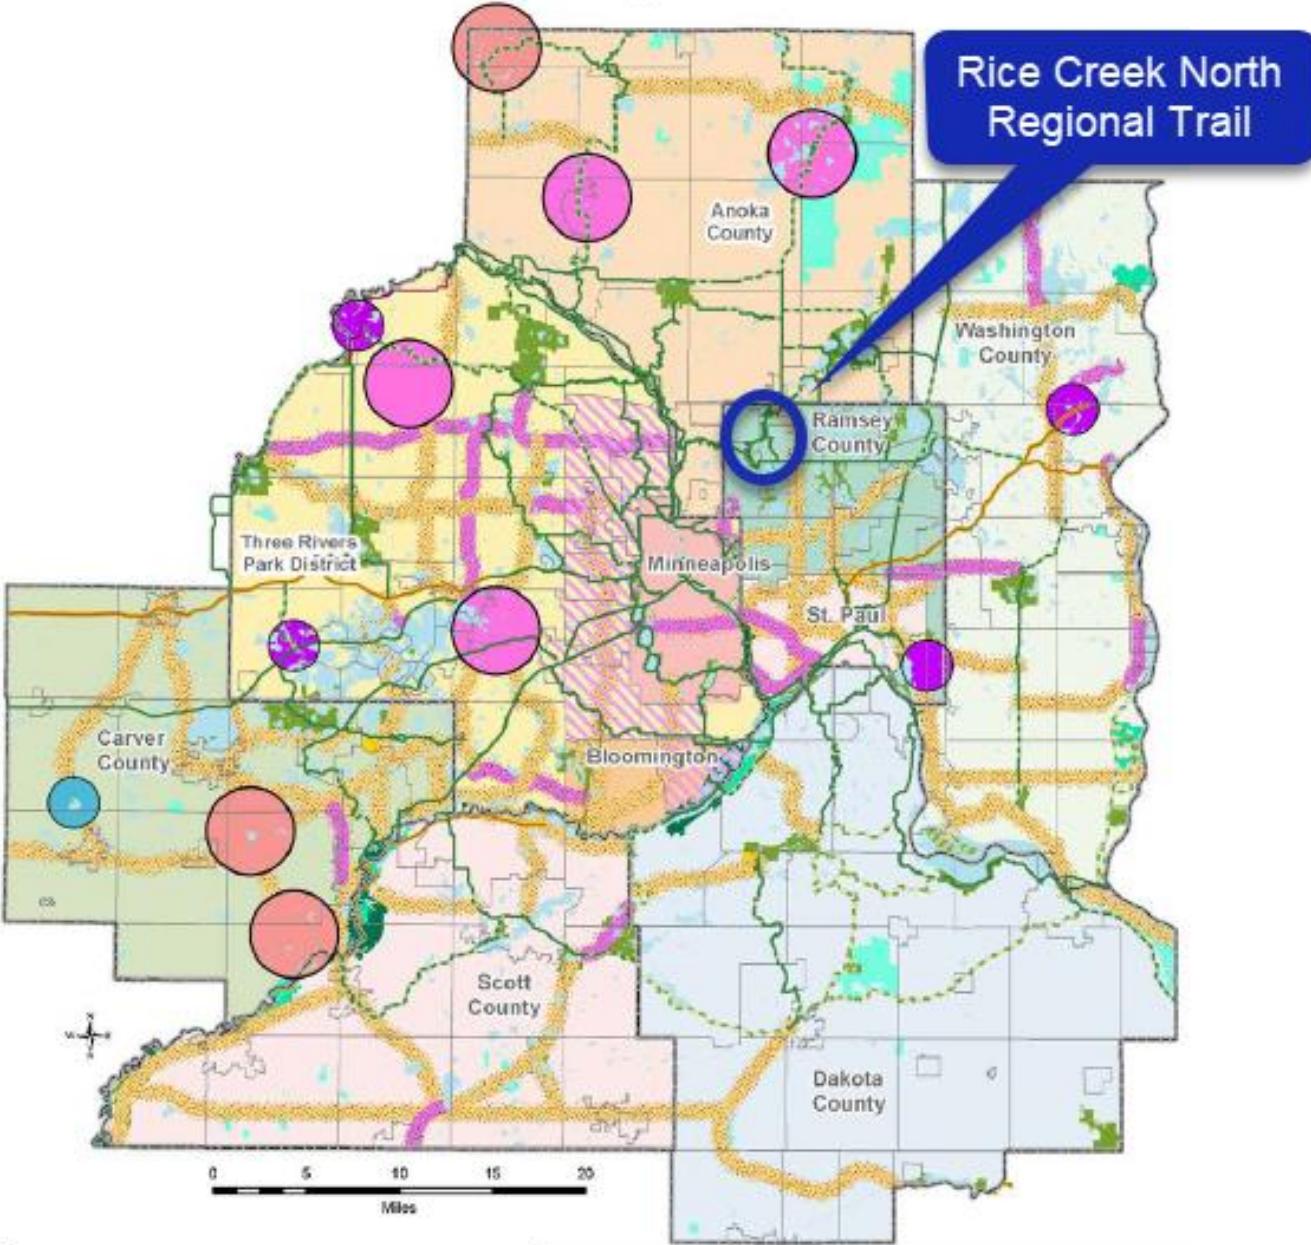 Rice Creek North
Regional Trail
Anoka
County
Washington
County
Ramsey
County
Three Rivers
Park District
Minneapolis
St. Paul
Carver
County
Bloomington
Scott
County
Dakota
County
0 5 10 15 20
Miles